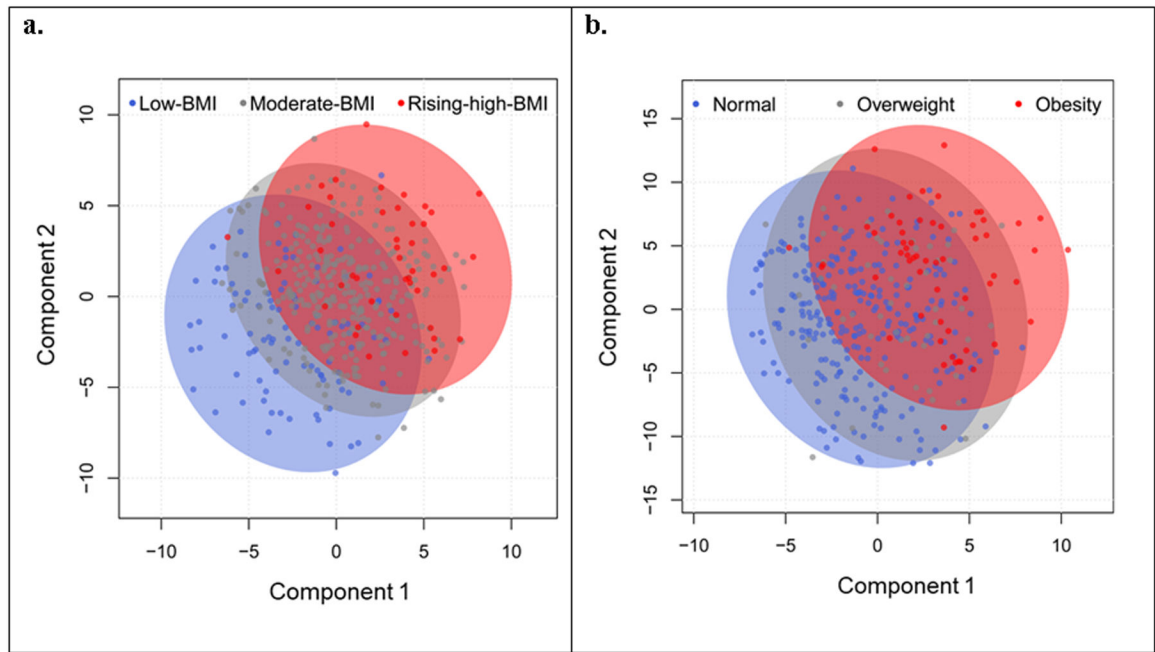 a.
Low-BMI Moderate-BMI Rising-high-BMI
10
5
0
−5
−10
Component 2
−10 −5 0 5 10
Component 1
b.
Normal Overweight Obesity
15
10
5
0
−5
−10
−15
Component 2
−10 −5 0 5 10
Component 1